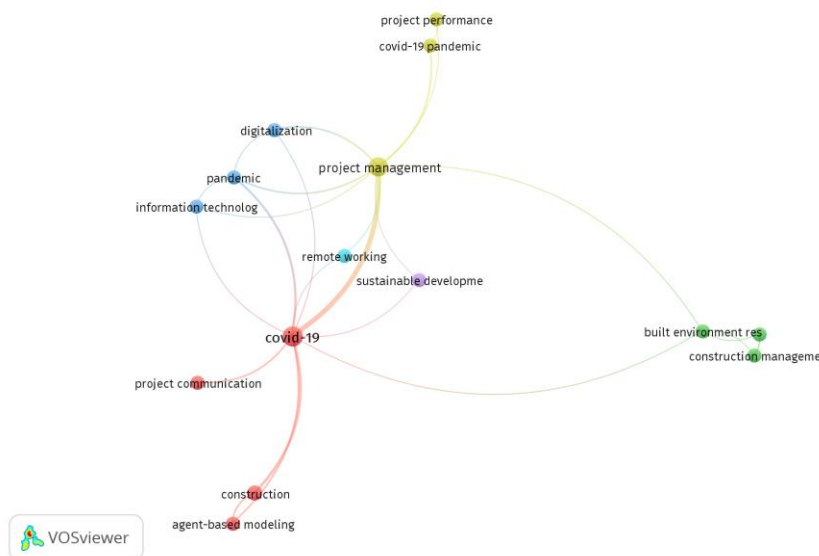 project performance
covid-19 pandemic
digitalization
project management
pandemic
information technolog
remote working
sustainable developme
built environment res
covid-19
construction manageme
project communication
construction
agent-based modeling
VOSviewer